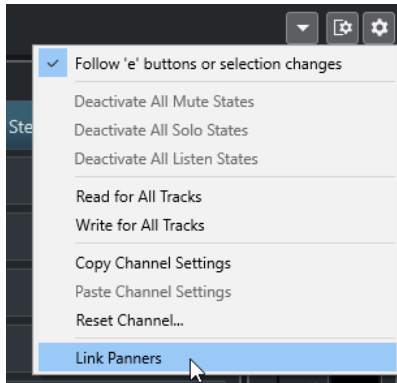 Follow 'e' buttons or selection changes
Deactivate All Mute States
Ste
Deactivate All Solo States
Deactivate All Listen States
Read for All Tracks
Write for All Tracks
Copy Channel Settings
Paste Channel Settings
Reset Channel...
Link Panners